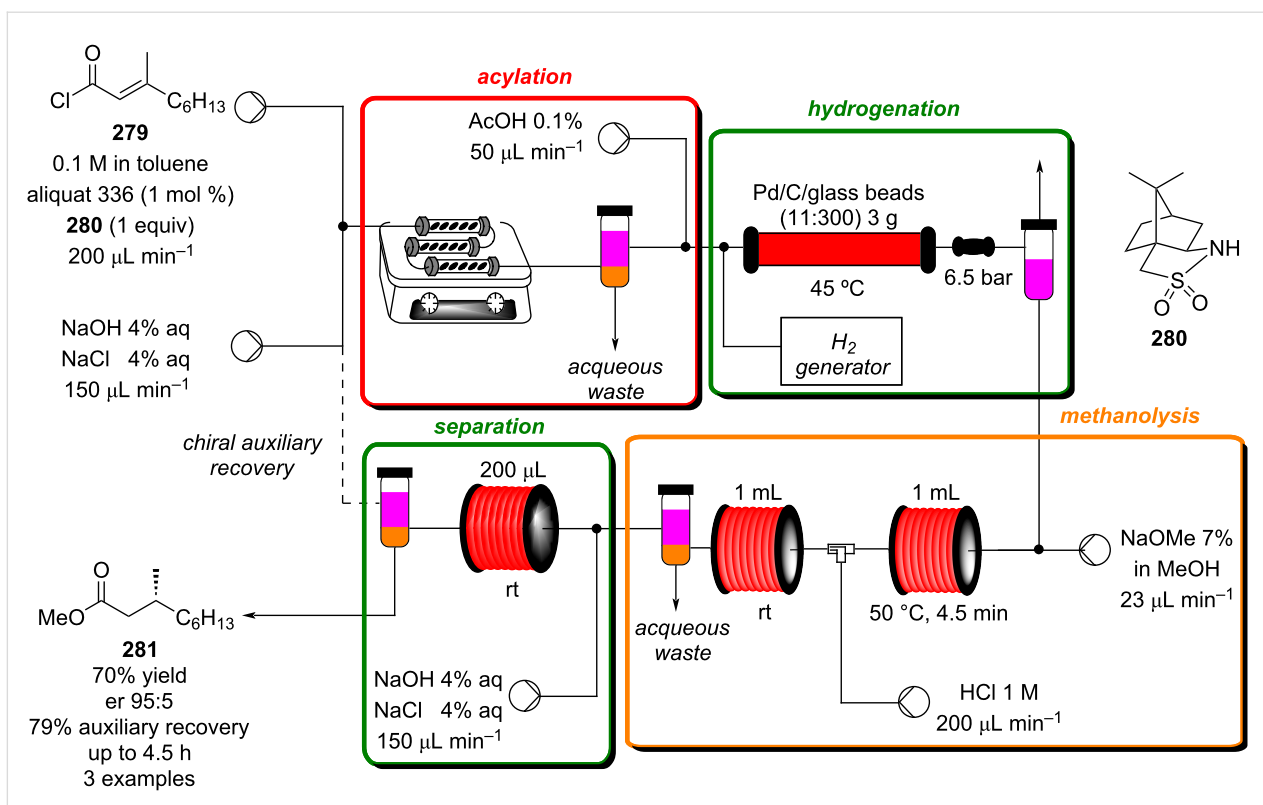 O
Cl
C6H13
279
0.1 M in toluene
aliquat 336 (1 mol %)
280 (1 equiv)
200 μL min–1
NaOH 4% aq
NaCl 4% aq
150 μL min–1
acylation
AcOH 0.1%
50 μL min–1
acqueous
waste
hydrogenation
Pd/C/glass beads
(11:300) 3 g
45 ºC
6.5 bar
H2
generator
NH
S
O
O
280
chiral auxiliary
recovery
separation
200 μL
rt
NaOH 4% aq
NaCl 4% aq
150 μL min–1
methanolysis
1 mL
1 mL
rt
50 °C, 4.5 min
acqueous
waste
NaOMe 7%
in MeOH
23 μL min–1
HCl 1 M
200 μL min–1
O
MeO
C6H13
281
70% yield
er 95:5
79% auxiliary recovery
up to 4.5 h
3 examples